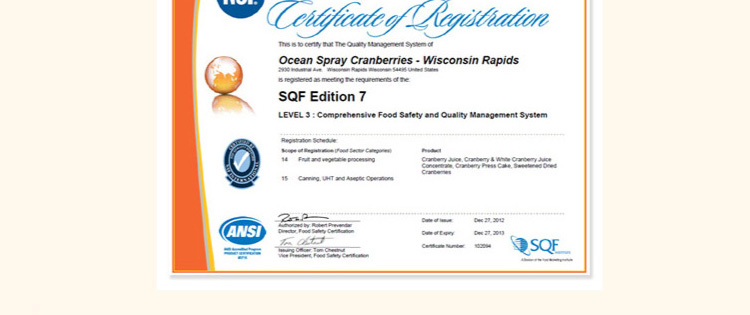 NSF.
Certificate of Registration
This is to certify that The Quality Management System of
Ocean Spray Cranberries - Wisconsin Rapids
2930 Industrial Ave. Wisconsin Rapids Wisconsin 54495 United States
is registered as meeting the requirements of the:
SQF Edition 7
LEVEL 3 : Comprehensive Food Safety and Quality Management System
Registration Schedule:
Scope of Registration (Food Sector Categories) Product
14 Fruit and vegetable processing Cranberry Juice, Cranberry & White Cranberry Juice
Concentrate, Cranberry Press Cake, Sweetened Dried
Cranberries
15 Canning, UHT and Aseptic Operations
ANSI
ANSI Accredited Program
PRODUCT CERTIFICATION
Authorized by: Robert Prevendar
Director, Food Safety Certification
Tom Chestnut
Issuing Officer: Tom Chestnut
Vice President, Food Safety Certification
Date of Issue: Dec 27, 2012
Date of Expiry: Dec 27, 2013
Certificate Number: 102094
SQF
INSTITUTE
A Division of the Food Marketing Institute